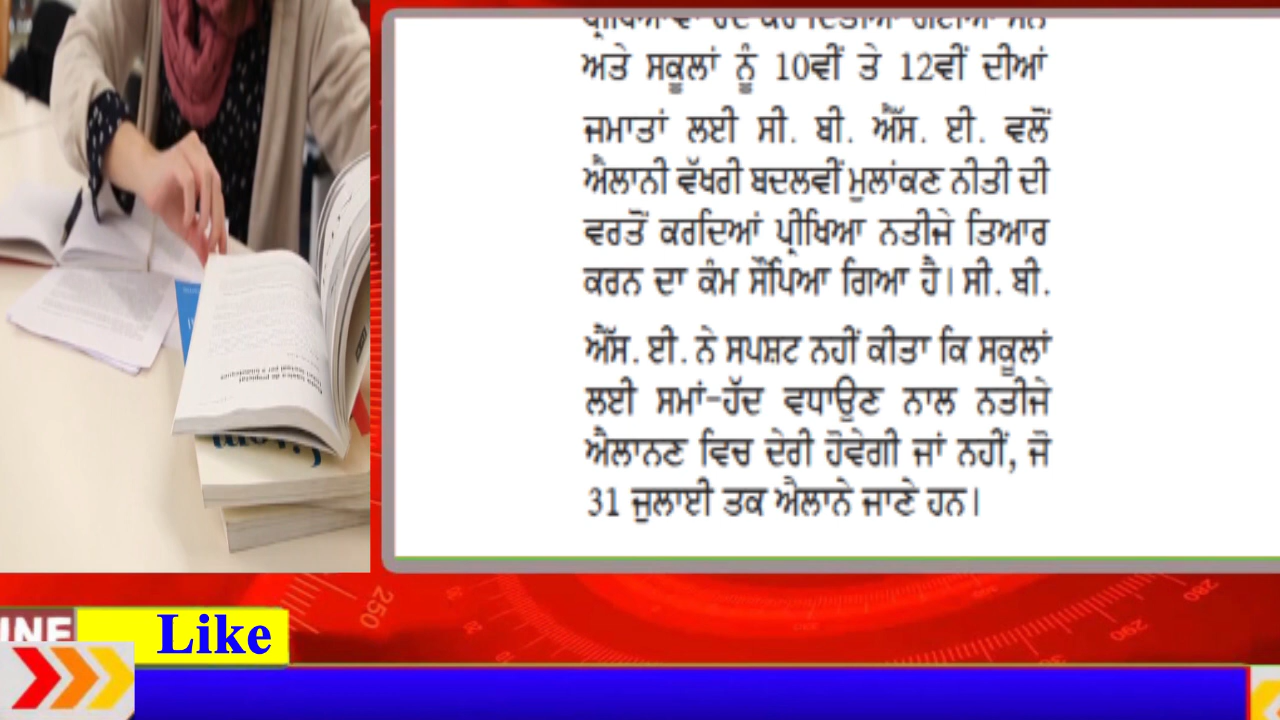 ਅਤੇ ਸਕੂਲਾਂ ਨੂੰ 10ਵੀਂ ਤੇ 12ਵੀਂ ਦੀਆਂ
ਜਮਾਤਾਂ ਲਈ ਸੀ. ਬੀ. ਐੱਸ. ਈ. ਵਲੋਂ
ਐਲਾਨੀ ਵੱਖਰੀ ਬਦਲਵੀਂ ਮੁਲਾਂਕਣ ਨੀਤੀ ਦੀ
ਵਰਤੋਂ ਕਰਦਿਆਂ ਪ੍ਰੀਖਿਆ ਨਤੀਜੇ ਤਿਆਰ
ਕਰਨ ਦਾ ਕੰਮ ਸੌਂਪਿਆ ਗਿਆ ਹੈ। ਸੀ. ਬੀ.
ਐੱਸ. ਈ. ਨੇ ਸਪਸ਼ਟ ਨਹੀਂ ਕੀਤਾ ਕਿ ਸਕੂਲਾਂ
ਲਈ ਸਮਾਂ-ਹੱਦ ਵਧਾਉਣ ਨਾਲ ਨਤੀਜੇ
ਐਲਾਨਣ ਵਿਚ ਦੇਰੀ ਹੋਵੇਗੀ ਜਾਂ ਨਹੀਂ, ਜੋ
31 ਜੁਲਾਈ ਤਕ ਐਲਾਨੇ ਜਾਣੇ ਹਨ।
Like